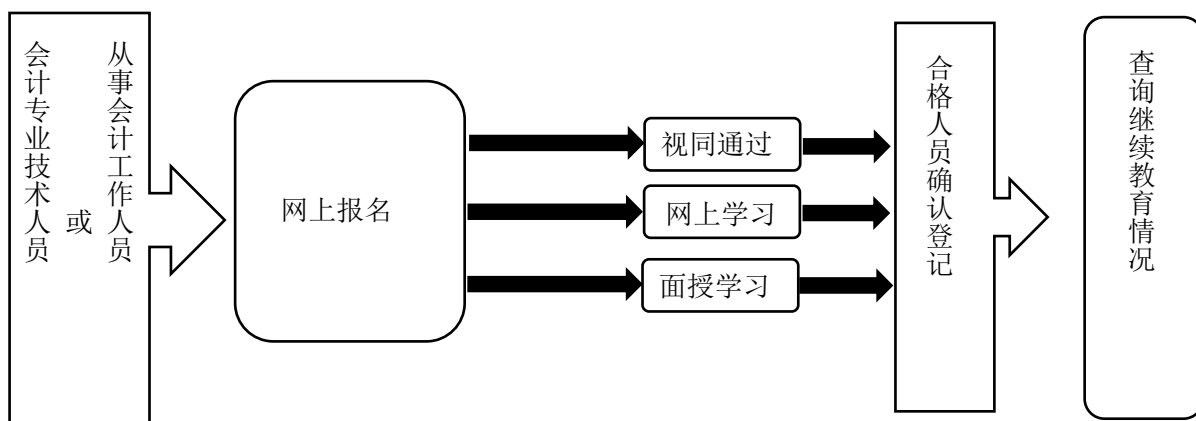 会计专业技术人员
或
从事会计工作人员
网上报名
视同通过
网上学习
面授学习
合格人员确认登记
查询继续教育情况